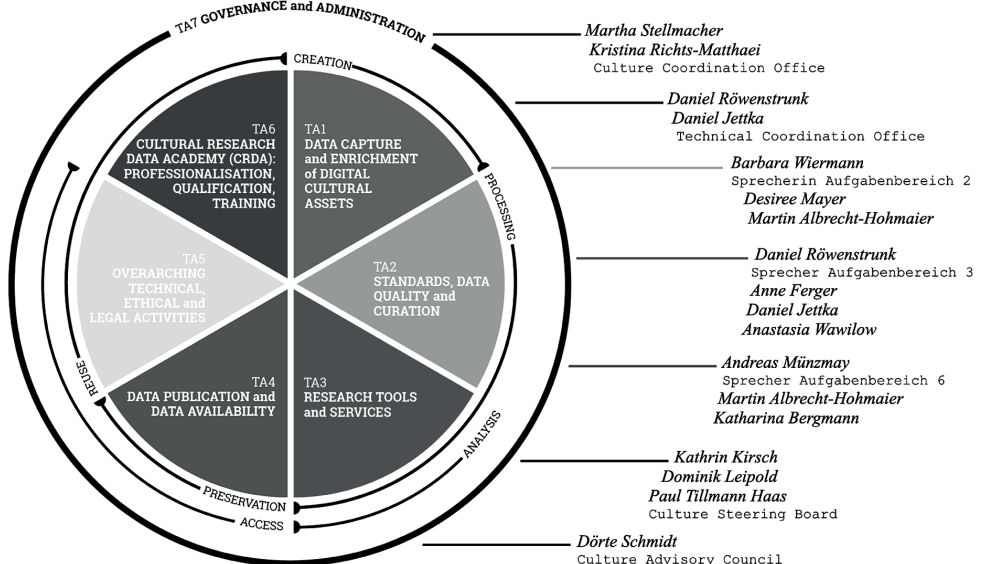 TA7 GOVERNANCE and ADMINISTRATION
CREATION
PROCESSING
ANALYSIS
PRESERVATION
ACCESS
REUSE
TA6
CULTURAL RESEARCH
DATA ACADEMY (CRDA):
PROFESSIONALISATION,
QUALIFICATION,
TRAINING
TA1
DATA CAPTURE
and ENRICHMENT
of DIGITAL
CULTURAL
ASSETS
TA5
OVERARCHING
TECHNICAL,
ETHICAL and
LEGAL ACTIVITIES
TA2
STANDARDS, DATA
QUALITY and
CURATION
TA4
DATA PUBLICATION and
DATA AVAILABILITY
TA3
RESEARCH TOOLS
and SERVICES
Martha Stellmacher
Kristina Richts-Matthaei
Culture Coordination Office
Daniel Röwenstrunk
Daniel Jettka
Technical Coordination Office
Barbara Wiermann
Sprecherin Aufgabenbereich 2
Desiree Mayer
Martin Albrecht-Hohmaier
Daniel Röwenstrunk
Sprecher Aufgabenbereich 3
Anne Ferger
Daniel Jettka
Anastasia Wawilow
Andreas Münzmay
Sprecher Aufgabenbereich 6
Martin Albrecht-Hohmaier
Katharina Bergmann
Kathrin Kirsch
Dominik Leipold
Paul Tillmann Haas
Culture Steering Board
Dörte Schmidt
Culture Advisory Council